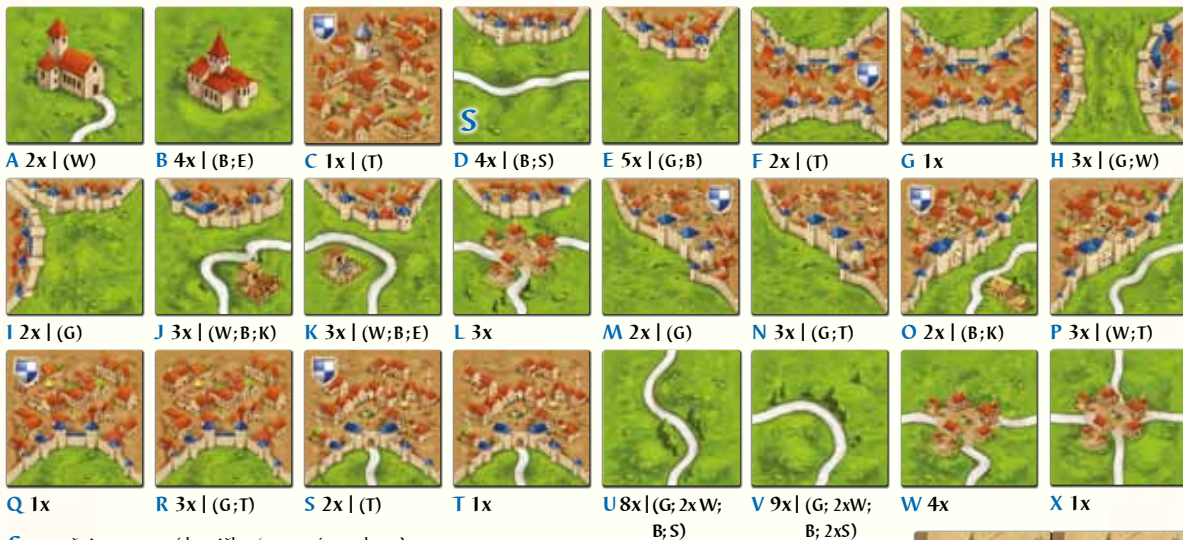 S
A 2x | (W)
B 4x | (B;E)
C 1x | (T)
D 4x | (B;S)
E 5x | (G;B)
F 2x | (T)
G 1x
H 3x | (G;W)
I 2x | (G)
J 3x | (W;B;K)
K 3x | (W;B;E)
L 3x
M 2x | (G)
N 3x | (G;T)
O 2x | (B;K)
P 3x | (W;T)
Q 1x
R 3x | (G;T)
S 2x | (T)
T 1x
U 8x | (G; 2x W;
B; S)
V 9x | (G; 2xW;
B; 2xS)
W 4x
X 1x